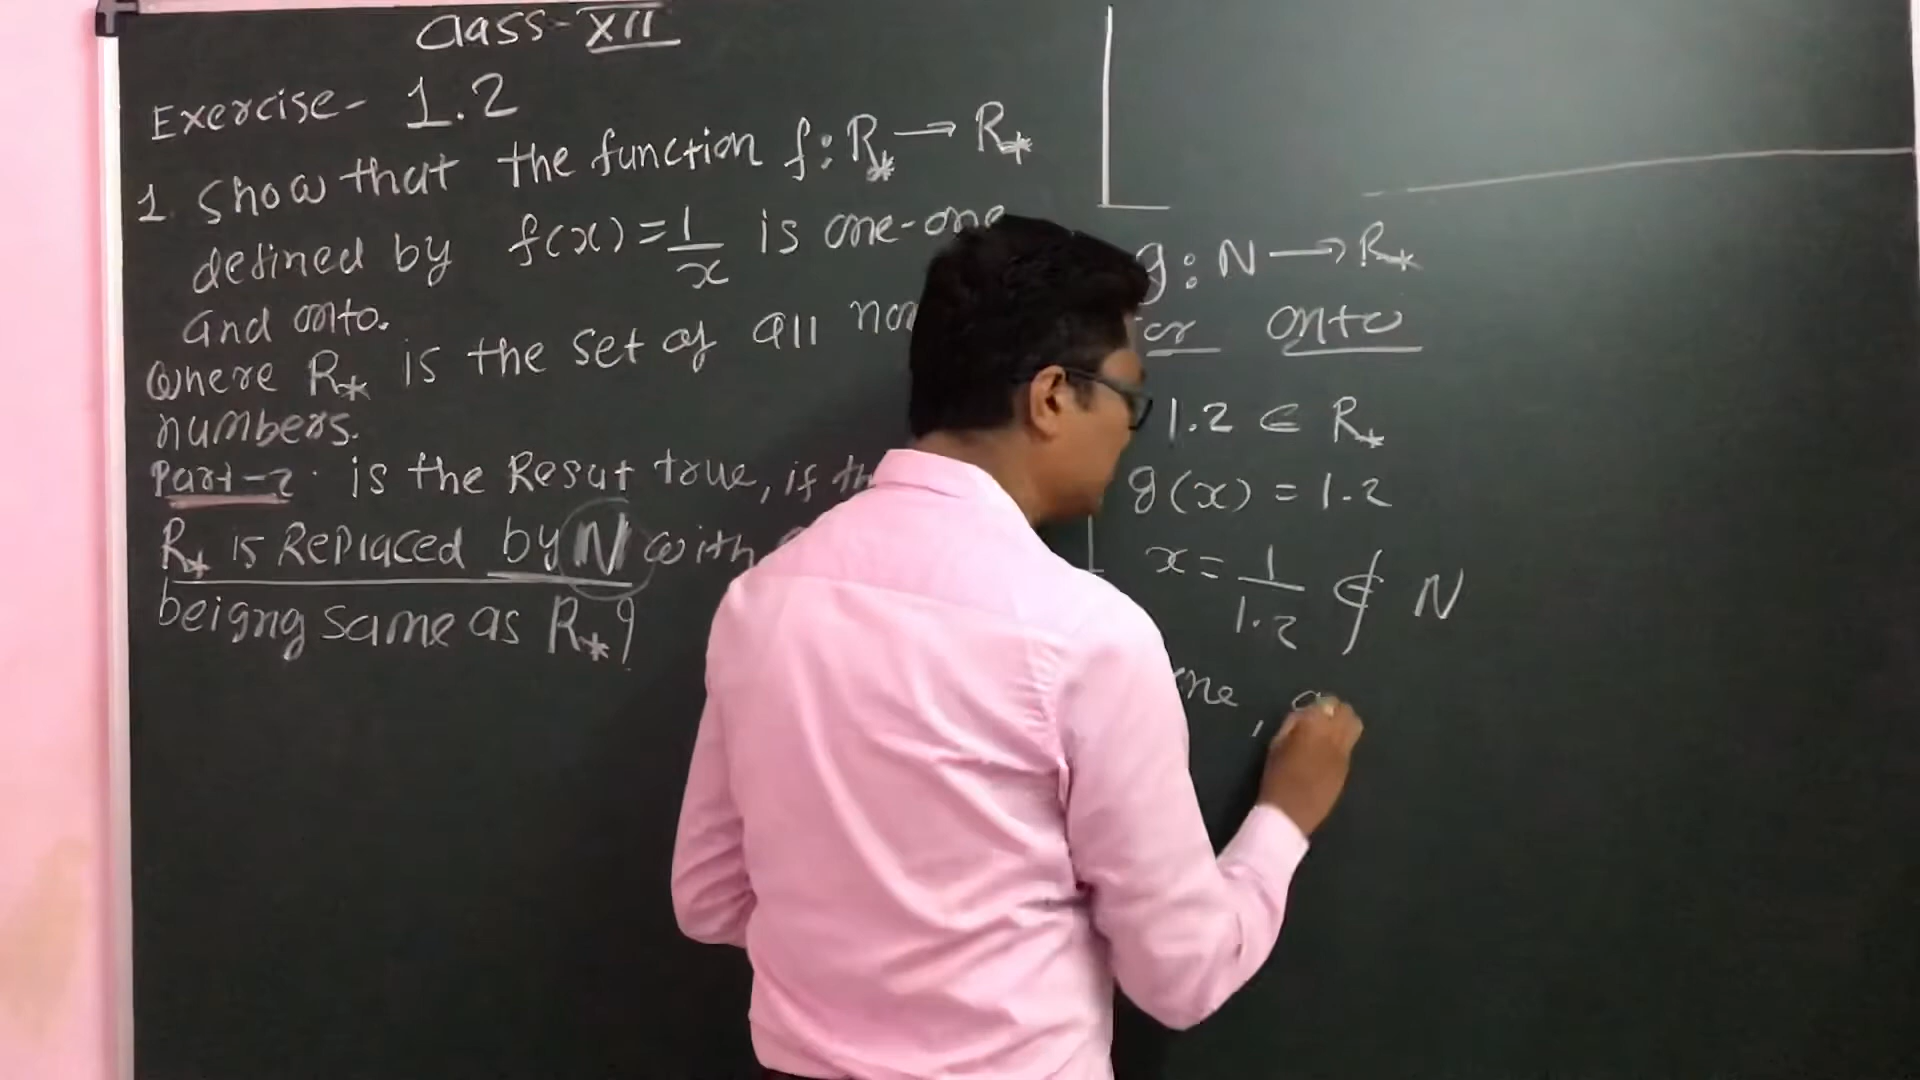 Class-XII
Exercise- 1.2
1. Show that the function f:R* → R*
defined by f(x)=1/x is one-one
and onto.
Where R* is the set of all
numbers.
Part-2. is the Resut true, if
R* is Replaced by N with
beigng same as R*?
g:N → R*
for onto
1.2 ∈ R*
g(x) = 1.2
x = 1/1.2 ∉ N